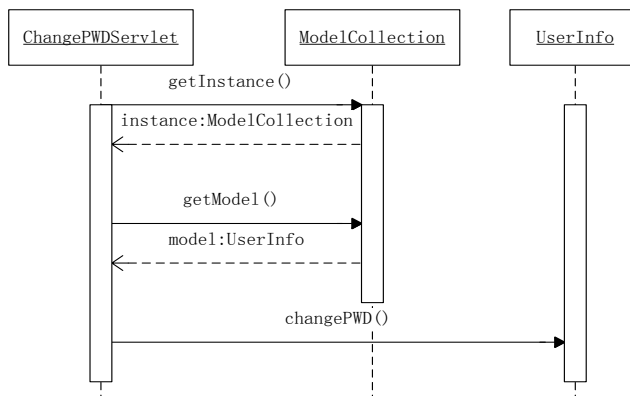 ChangePWDServlet
ModelCollection
UserInfo
getInstance()
instance:ModelCollection
getModel()
model:UserInfo
changePWD()